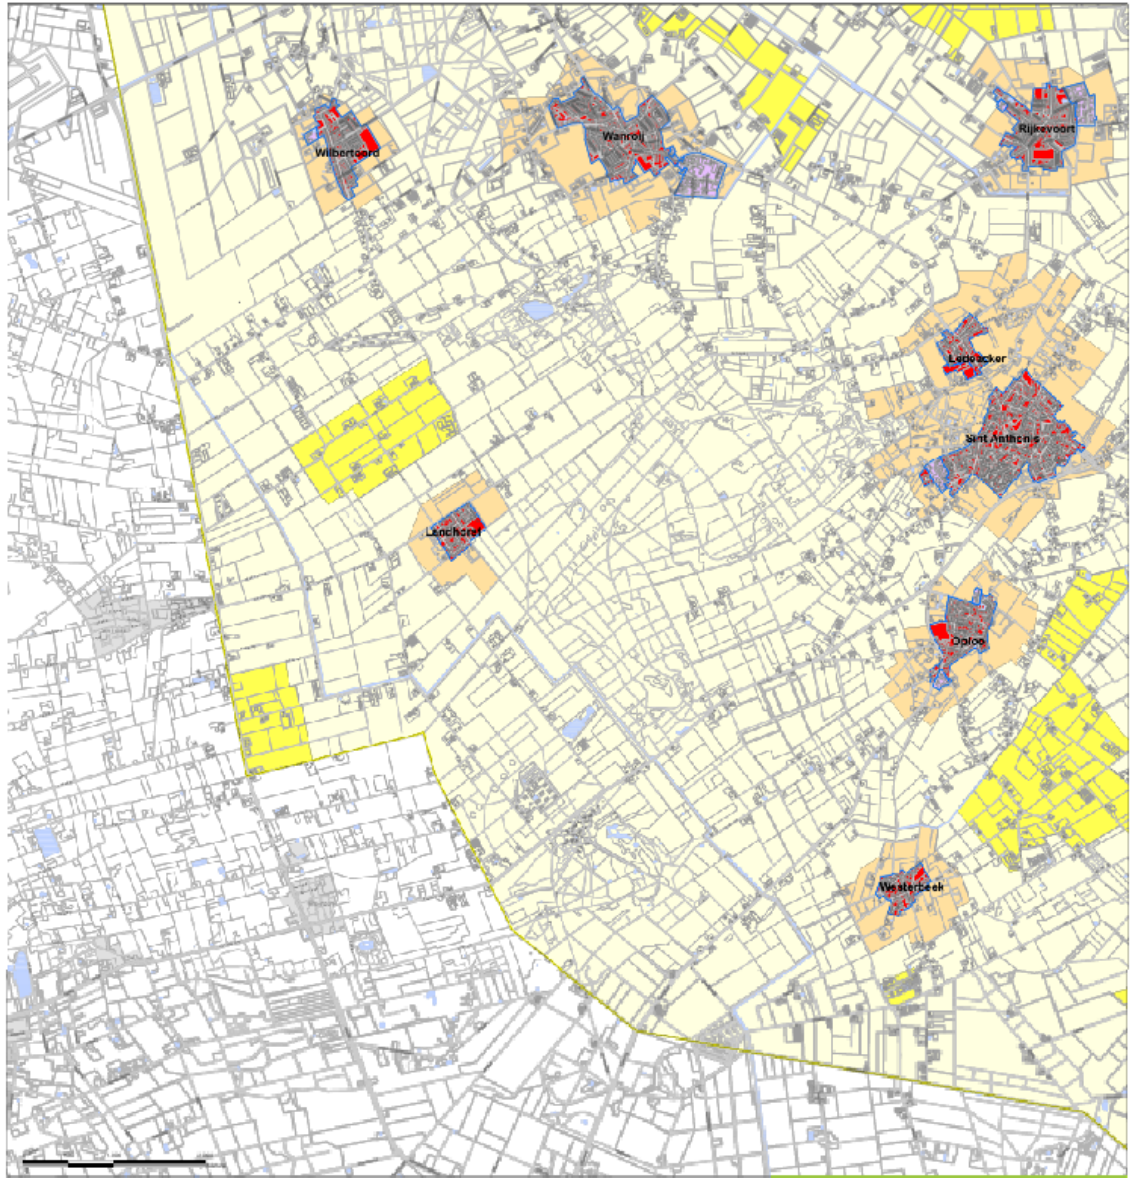 Wanroij
Rijkevoort
Wilbertoord
Ledeacker
Sint Anthonis
Landhorst
Oploo
Westerbeek